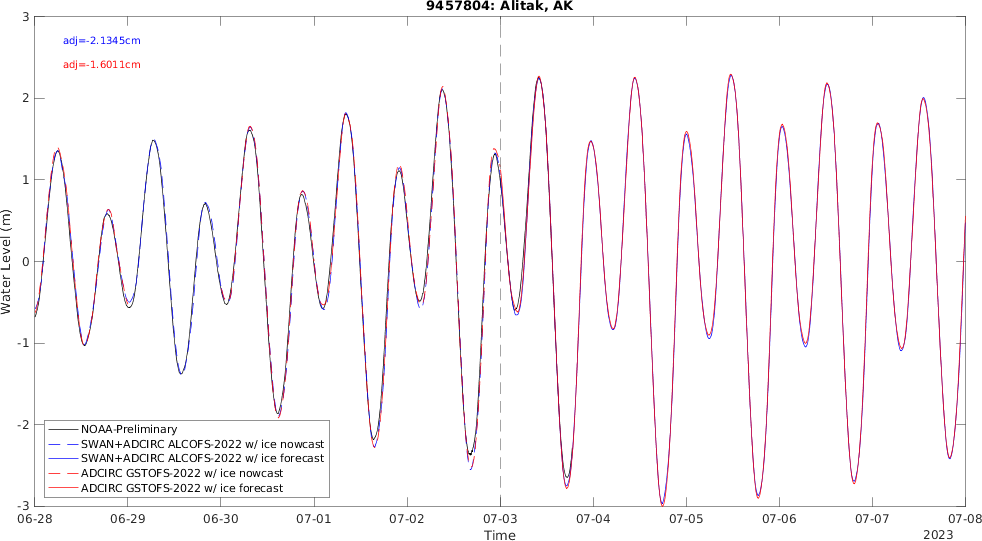 9457804: Alitak, AK
adj=-2.1345cm
adj=-1.6011cm
3
2
1
0
-1
-2
-3
Water Level (m)
NOAA-Preliminary
SWAN+ADCIRC ALCOFS-2022 w/ ice nowcast
SWAN+ADCIRC ALCOFS-2022 w/ ice forecast
ADCIRC GSTOFS-2022 w/ ice nowcast
ADCIRC GSTOFS-2022 w/ ice forecast
06-28 06-29 06-30 07-01 07-02 07-03 07-04 07-05 07-06 07-07 07-08
Time
2023